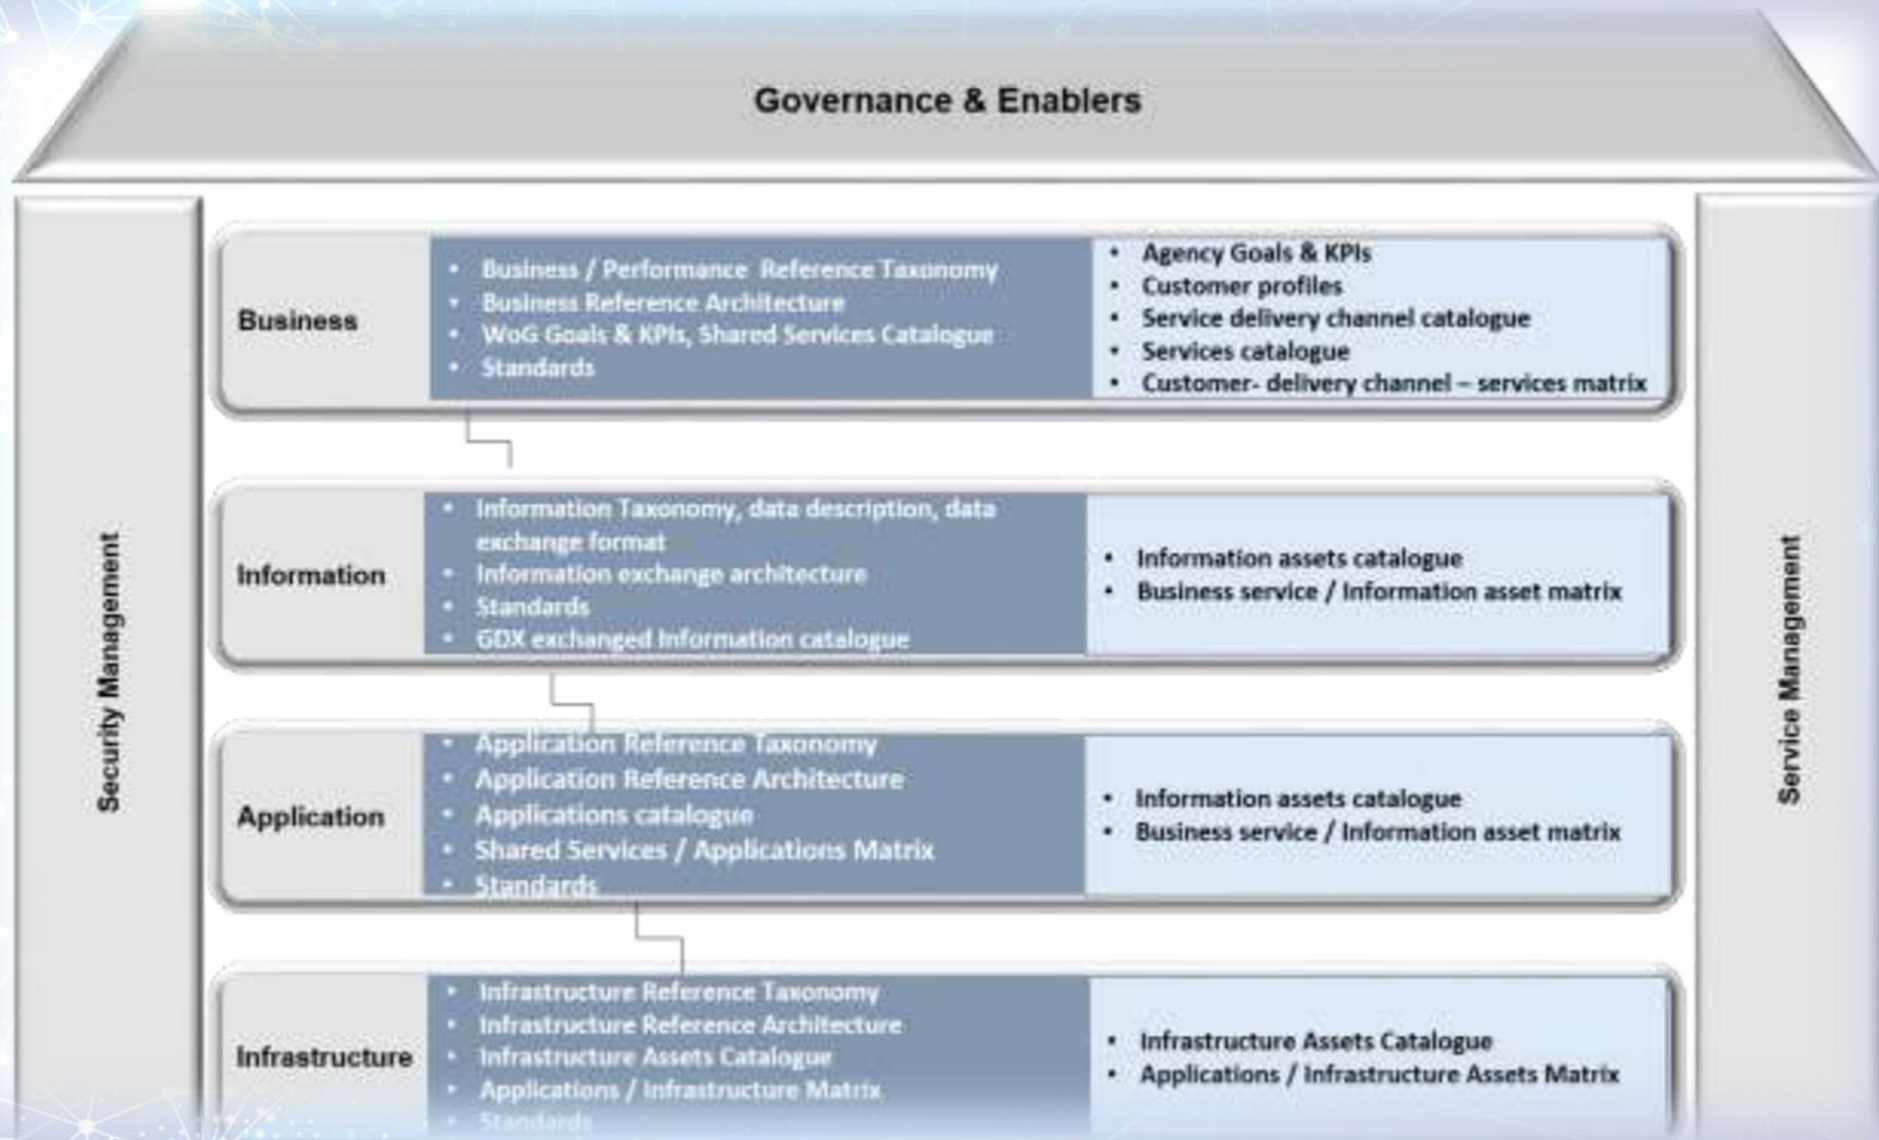 Governance & Enablers
Security Management
Business
• Business / Performance Reference Taxonomy
• Business Reference Architecture
• WoG Goals & KPIs, Shared Services Catalogue
• Standards
• Agency Goals & KPIs
• Customer profiles
• Service delivery channel catalogue
• Services catalogue
• Customer- delivery channel – services matrix
Information
• Information Taxonomy, data description, data
exchange format
• Information exchange architecture
• Standards
• GDX exchanged Information catalogue
• Information assets catalogue
• Business service / Information asset matrix
Application
• Application Reference Taxonomy
• Application Reference Architecture
• Applications catalogue
• Shared Services / Applications Matrix
• Standards
• Information assets catalogue
• Business service / Information asset matrix
Infrastructure
• Infrastructure Reference Taxonomy
• Infrastructure Reference Architecture
• Infrastructure Assets Catalogue
• Applications / Infrastructure Matrix
• Standards
• Infrastructure Assets Catalogue
• Applications / Infrastructure Assets Matrix
Service Management